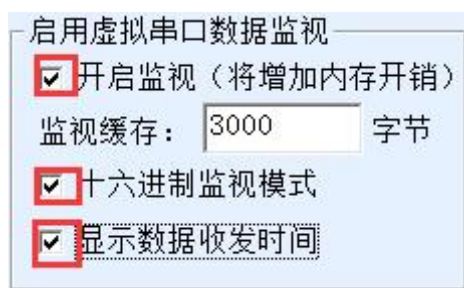 启用虚拟串口数据监视
开启监视（将增加内存开销）
监视缓存： 3000 字节
十六进制监视模式
显示数据收发时间